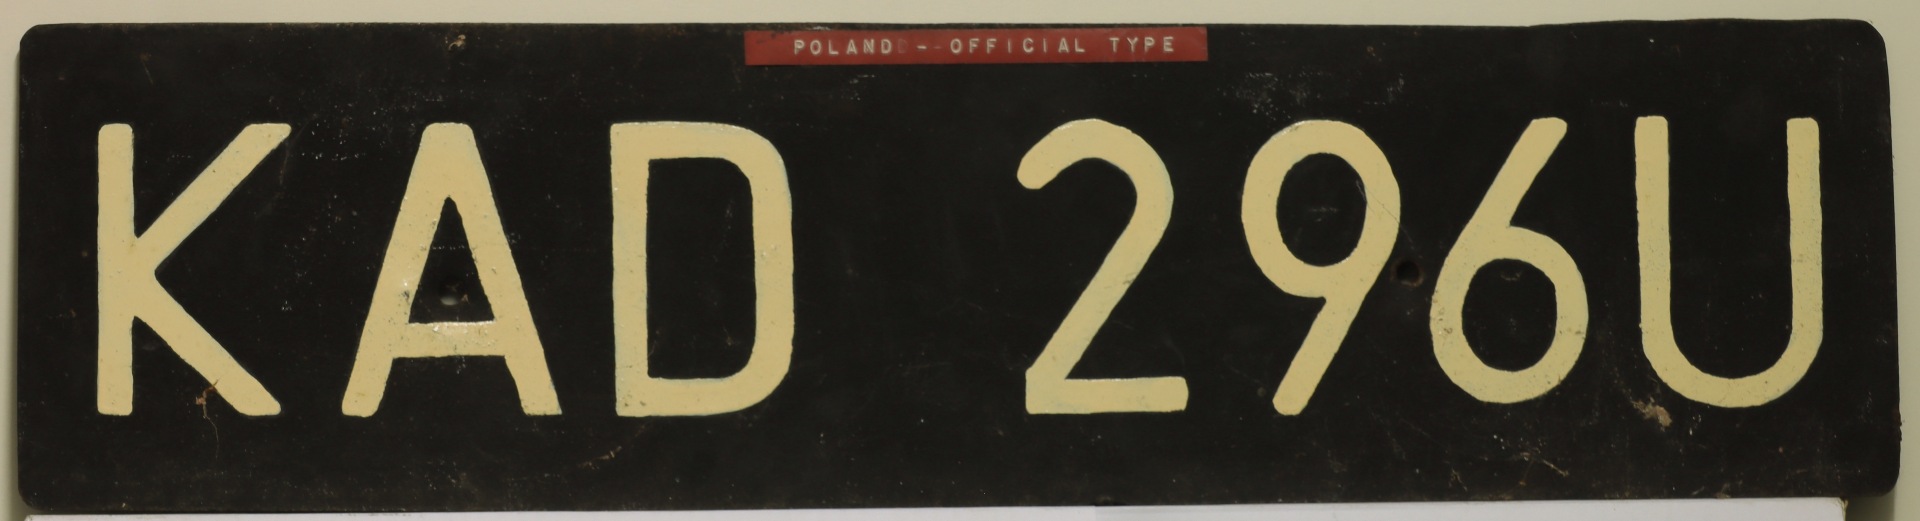 POLAND -- OFFICIAL TYPE
KAD 296U